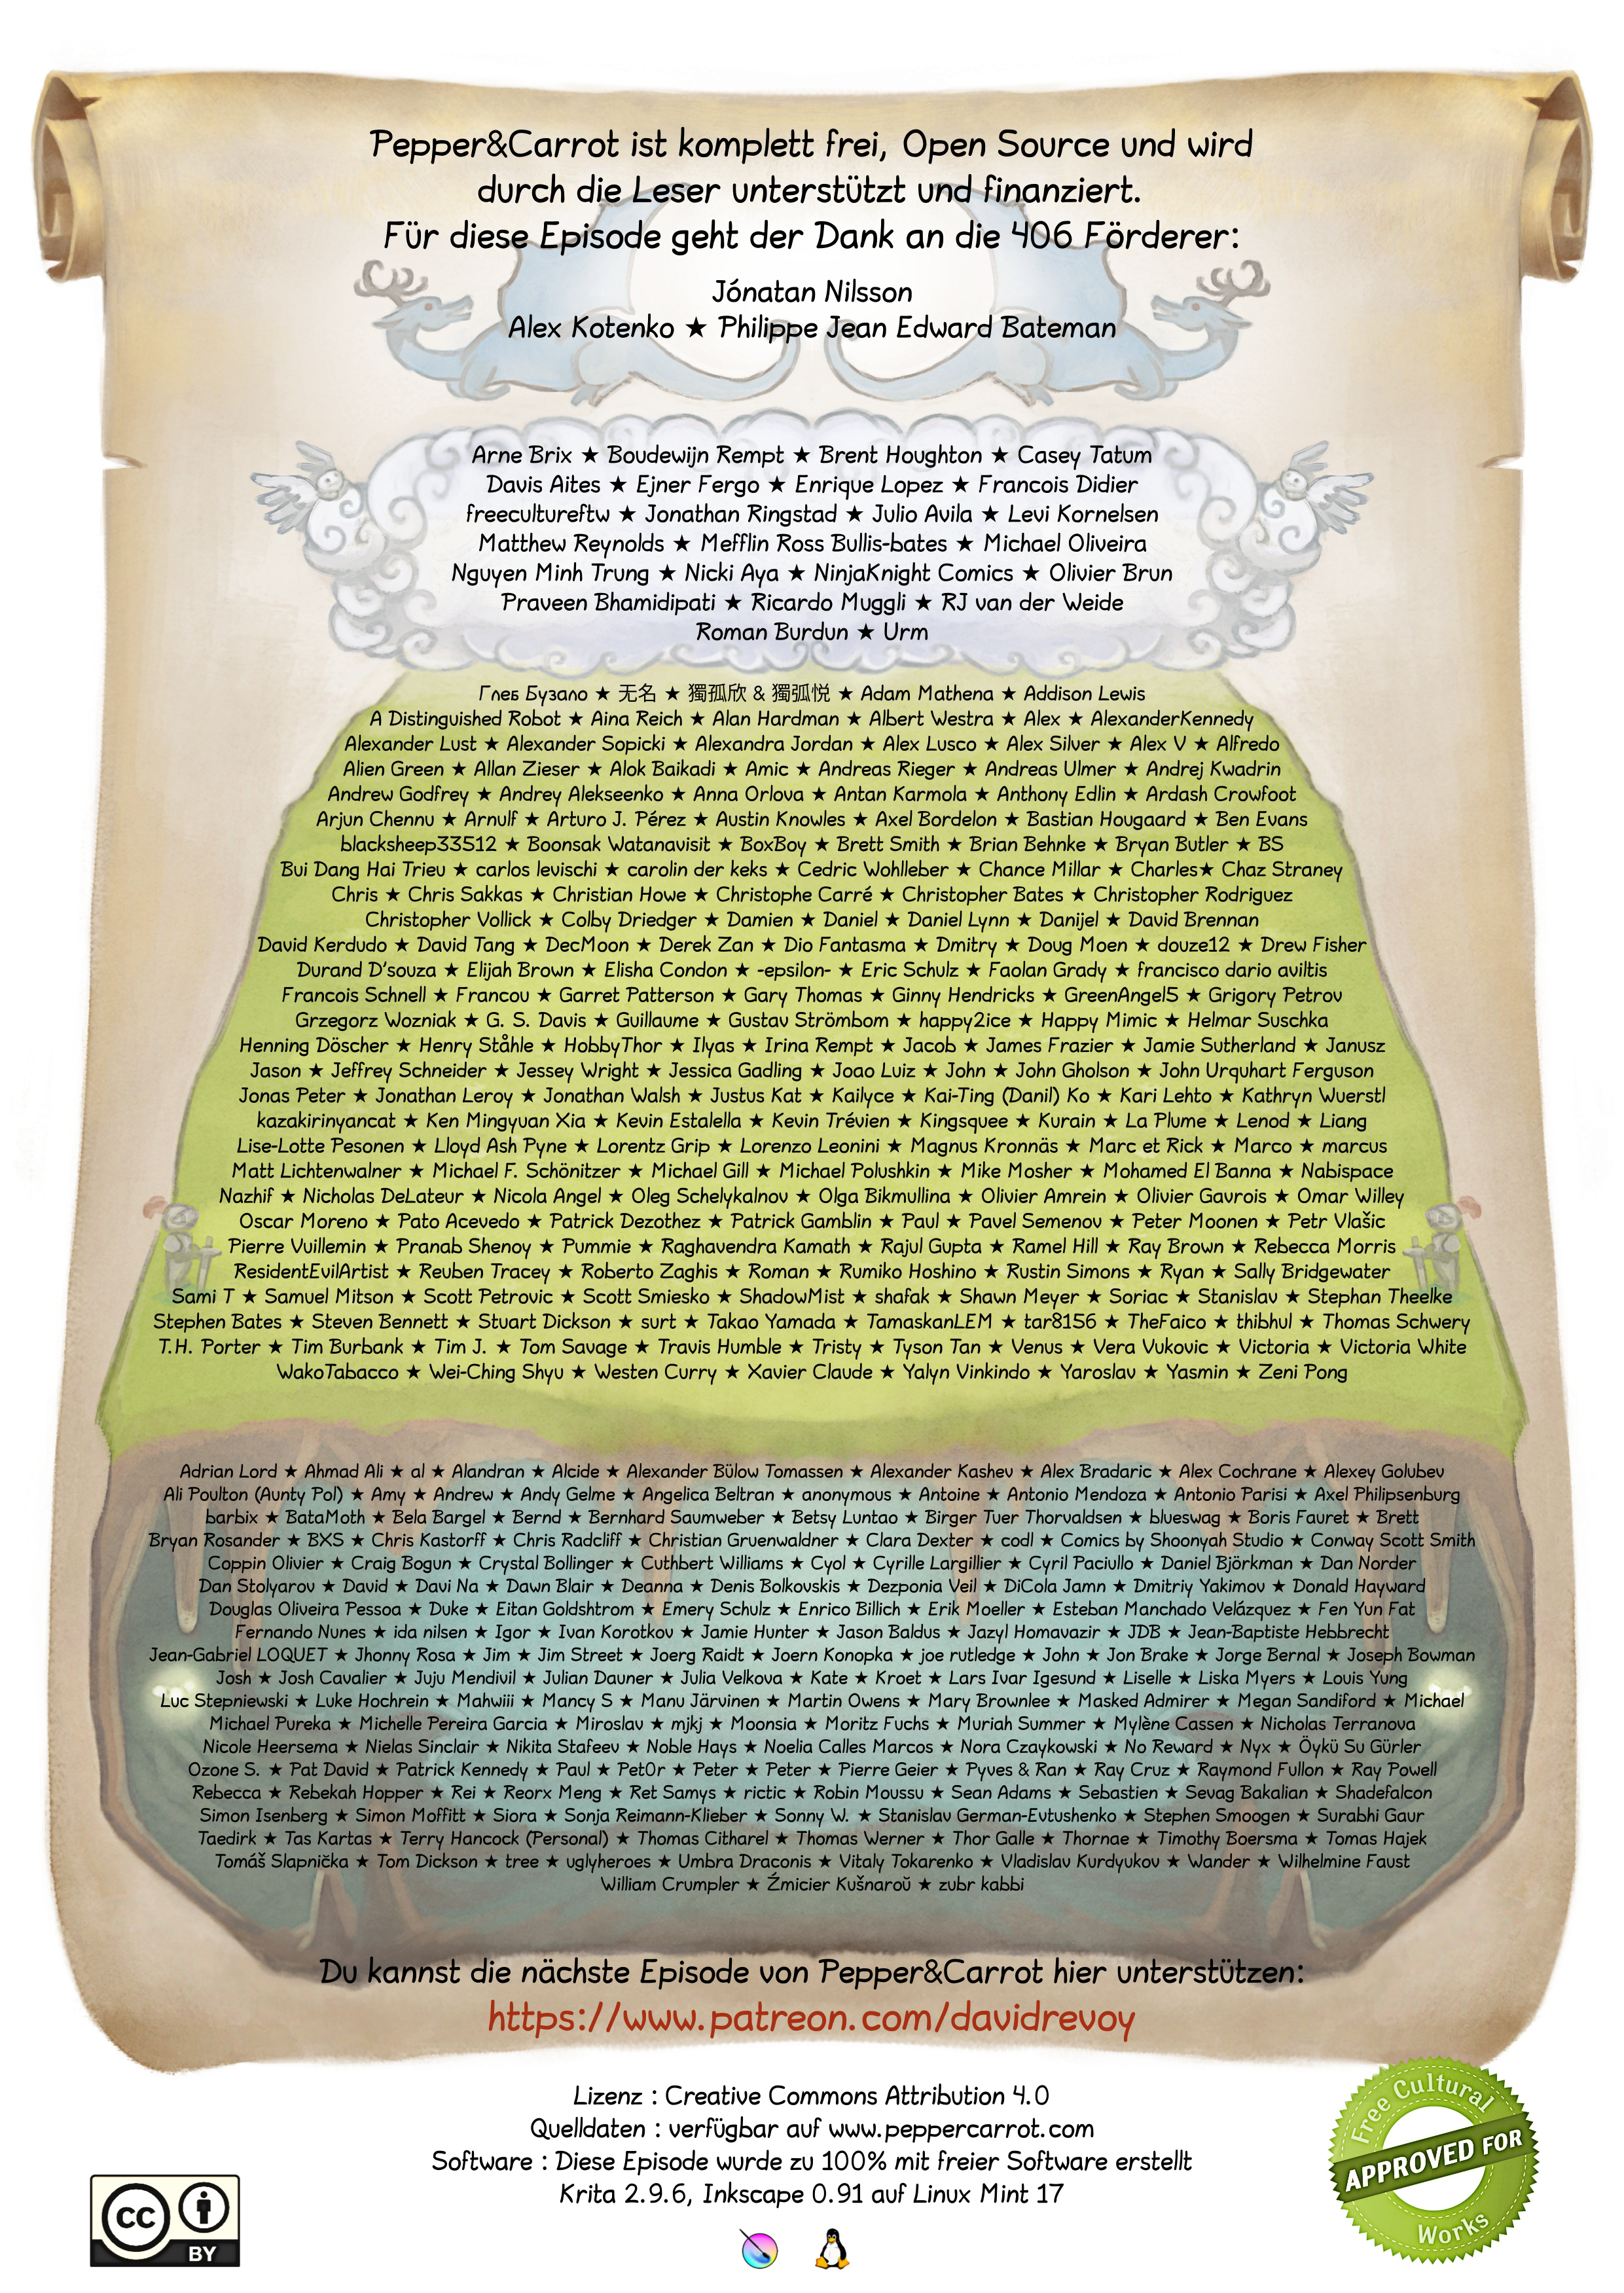 Pepper&Carrot ist komplett frei, Open Source und wird
durch die Leser unterstützt und finanziert.
Für diese Episode geht der Dank an die 406 Förderer:
Jónatan Nilsson
Alex Kotenko ★ Philippe Jean Edward Bateman
Arne Brix ★ Boudewijn Rempt ★ Brent Houghton ★ Casey Tatum
Davis Aites ★ Ejner Fergo ★ Enrique Lopez ★ Francois Didier
freecultureftw ★ Jonathan Ringstad ★ Julio Avila ★ Levi Kornelsen
Matthew Reynolds ★ Mefflin Ross Bullis-bates ★ Michael Oliveira
Nguyen Minh Trung ★ Nicki Aya ★ NinjaKnight Comics ★ Olivier Brun
Praveen Bhamidipati ★ Ricardo Muggli ★ RJ van der Weide
Roman Burdun ★ Urm
Глеб Бузало ★ 无名 ★ 獨孤欣 & 獨弧悦 ★ Adam Mathena ★ Addison Lewis
A Distinguished Robot ★ Aina Reich ★ Alan Hardman ★ Albert Westra ★ Alex ★ AlexanderKennedy
Alexander Lust ★ Alexander Sopicki ★ Alexandra Jordan ★ Alex Lusco ★ Alex Silver ★ Alex V ★ Alfredo
Alien Green ★ Allan Zieser ★ Alok Baikadi ★ Amic ★ Andreas Rieger ★ Andreas Ulmer ★ Andrej Kwadrin
Andrew Godfrey ★ Andrey Alekseenko ★ Anna Orlova ★ Antan Karmola ★ Anthony Edlin ★ Ardash Crowfoot
Arjun Chennu ★ Arnulf ★ Arturo J. Pérez ★ Austin Knowles ★ Axel Bordelon ★ Bastian Hougaard ★ Ben Evans
blacksheep33512 ★ Boonsak Watanavisit ★ BoxBoy ★ Brett Smith ★ Brian Behnke ★ Bryan Butler ★ BS
Bui Dang Hai Trieu ★ carlos levischi ★ carolin der keks ★ Cedric Wohlleber ★ Chance Millar ★ Charles★ Chaz Straney
Chris ★ Chris Sakkas ★ Christian Howe ★ Christophe Carré ★ Christopher Bates ★ Christopher Rodriguez
Christopher Vollick ★ Colby Driedger ★ Damien ★ Daniel ★ Daniel Lynn ★ Danijel ★ David Brennan
David Kerdudo ★ David Tang ★ DecMoon ★ Derek Zan ★ Dio Fantasma ★ Dmitry ★ Doug Moen ★ douze12 ★ Drew Fisher
Durand D'souza ★ Elijah Brown ★ Elisha Condon ★ -epsilon- ★ Eric Schulz ★ Faolan Grady ★ francisco dario aviltis
Francois Schnell ★ Francou ★ Garret Patterson ★ Gary Thomas ★ Ginny Hendricks ★ GreenAngel5 ★ Grigory Petrov
Grzegorz Wozniak ★ G. S. Davis ★ Guillaume ★ Gustav Strömbom ★ happy2ice ★ Happy Mimic ★ Helmar Suschka
Henning Döscher ★ Henry Ståhle ★ HobbyThor ★ Ilyas ★ Irina Rempt ★ Jacob ★ James Frazier ★ Jamie Sutherland ★ Janusz
Jason ★ Jeffrey Schneider ★ Jessey Wright ★ Jessica Gadling ★ Joao Luiz ★ John ★ John Gholson ★ John Urquhart Ferguson
Jonas Peter ★ Jonathan Leroy ★ Jonathan Walsh ★ Justus Kat ★ Kailyce ★ Kai-Ting (Danil) Ko ★ Kari Lehto ★ Kathryn Wuerstl
kazakirinyancat ★ Ken Mingyuan Xia ★ Kevin Estalella ★ Kevin Trévien ★ Kingsquee ★ Kurain ★ La Plume ★ Lenod ★ Liang
Lise-Lotte Pesonen ★ Lloyd Ash Pyne ★ Lorentz Grip ★ Lorenzo Leonini ★ Magnus Kronnäs ★ Marc et Rick ★ Marco ★ marcus
Matt Lichtenwalner ★ Michael F. Schönitzer ★ Michael Gill ★ Michael Polushkin ★ Mike Mosher ★ Mohamed El Banna ★ Nabispace
Nazhif ★ Nicholas DeLateur ★ Nicola Angel ★ Oleg Schelykalnov ★ Olga Bikmullina ★ Olivier Amrein ★ Olivier Gavrois ★ Omar Willey
Oscar Moreno ★ Pato Acevedo ★ Patrick Dezothez ★ Patrick Gamblin ★ Paul ★ Pavel Semenov ★ Peter Moonen ★ Petr Vlašic
Pierre Vuillemin ★ Pranab Shenoy ★ Pummie ★ Raghavendra Kamath ★ Rajul Gupta ★ Ramel Hill ★ Ray Brown ★ Rebecca Morris
ResidentEvilArtist ★ Reuben Tracey ★ Roberto Zaghis ★ Roman ★ Rumiko Hoshino ★ Rustin Simons ★ Ryan ★ Sally Bridgewater
Sami T ★ Samuel Mitson ★ Scott Petrovic ★ Scott Smiesko ★ ShadowMist ★ shafak ★ Shawn Meyer ★ Soriac ★ Stanislav ★ Stephan Theelke
Stephen Bates ★ Steven Bennett ★ Stuart Dickson ★ surt ★ Takao Yamada ★ TamaskanLEM ★ tar8156 ★ TheFaico ★ thibhul ★ Thomas Schwery
T.H. Porter ★ Tim Burbank ★ Tim J. ★ Tom Savage ★ Travis Humble ★ Tristy ★ Tyson Tan ★ Venus ★ Vera Vukovic ★ Victoria ★ Victoria White
WakoTabacco ★ Wei-Ching Shyu ★ Westen Curry ★ Xavier Claude ★ Yalyn Vinkindo ★ Yaroslav ★ Yasmin ★ Zeni Pong
Adrian Lord ★ Ahmad Ali ★ al ★ Alandran ★ Alcide ★ Alexander Bülow Tomassen ★ Alexander Kashev ★ Alex Bradaric ★ Alex Cochrane ★ Alexey Golubev
Ali Poulton (Aunty Pol) ★ Amy ★ Andrew ★ Andy Gelme ★ Angelica Beltran ★ anonymous ★ Antoine ★ Antonio Mendoza ★ Antonio Parisi ★ Axel Philipsenburg
barbix ★ BataMoth ★ Bela Bargel ★ Bernd ★ Bernhard Saumweber ★ Betsy Luntao ★ Birger Tuer Thorvaldsen ★ blueswag ★ Boris Fauret ★ Brett
Bryan Rosander ★ BXS ★ Chris Kastorff ★ Chris Radcliff ★ Christian Gruenwaldner ★ Clara Dexter ★ codl ★ Comics by Shoonyah Studio ★ Conway Scott Smith
Coppin Olivier ★ Craig Bogun ★ Crystal Bollinger ★ Cuthbert Williams ★ Cyol ★ Cyrille Largillier ★ Cyril Paciullo ★ Daniel Björkman ★ Dan Norder
Dan Stolyarov ★ David ★ Davi Na ★ Dawn Blair ★ Deanna ★ Denis Bolkovskis ★ Dezponia Veil ★ DiCola Jamn ★ Dmitriy Yakimov ★ Donald Hayward
Douglas Oliveira Pessoa ★ Duke ★ Eitan Goldshtrom ★ Emery Schulz ★ Enrico Billich ★ Erik Moeller ★ Esteban Manchado Velázquez ★ Fen Yun Fat
Fernando Nunes ★ ida nilsen ★ Igor ★ Ivan Korotkov ★ Jamie Hunter ★ Jason Baldus ★ Jazyl Homavazir ★ JDB ★ Jean-Baptiste Hebbrecht
Jean-Gabriel LOQUET ★ Jhonny Rosa ★ Jim ★ Jim Street ★ Joerg Raidt ★ Joern Konopka ★ joe rutledge ★ John ★ Jon Brake ★ Jorge Bernal ★ Joseph Bowman
Josh ★ Josh Cavalier ★ Juju Mendivil ★ Julian Dauner ★ Julia Velkova ★ Kate ★ Kroet ★ Lars Ivar Igesund ★ Liselle ★ Liska Myers ★ Louis Yung
Luc Stepniewski ★ Luke Hochrein ★ Mahwiii ★ Mancy S ★ Manu Järvinen ★ Martin Owens ★ Mary Brownlee ★ Masked Admirer ★ Megan Sandiford ★ Michael
Michael Pureka ★ Michelle Pereira Garcia ★ Miroslav ★ mjkj ★ Moonsia ★ Moritz Fuchs ★ Muriah Summer ★ Mylène Cassen ★ Nicholas Terranova
Nicole Heersema ★ Nielas Sinclair ★ Nikita Stafeev ★ Noble Hays ★ Noelia Calles Marcos ★ Nora Czaykowski ★ No Reward ★ Nyx ★ Öykü Su Gürler
Ozone S. ★ Pat David ★ Patrick Kennedy ★ Paul ★ Pet0r ★ Peter ★ Peter ★ Pierre Geier ★ Pyves & Ran ★ Ray Cruz ★ Raymond Fullon ★ Ray Powell
Rebecca ★ Rebekah Hopper ★ Rei ★ Reorx Meng ★ Ret Samys ★ rictic ★ Robin Moussu ★ Sean Adams ★ Sebastien ★ Sevag Bakalian ★ Shadefalcon
Simon Isenberg ★ Simon Moffitt ★ Siora ★ Sonja Reimann-Klieber ★ Sonny W. ★ Stanislav German-Evtushenko ★ Stephen Smoogen ★ Surabhi Gaur
Taedirk ★ Tas Kartas ★ Terry Hancock (Personal) ★ Thomas Citharel ★ Thomas Werner ★ Thor Galle ★ Thornae ★ Timothy Boersma ★ Tomas Hajek
Tomáš Slapnička ★ Tom Dickson ★ tree ★ uglyheroes ★ Umbra Draconis ★ Vitaly Tokarenko ★ Vladislav Kurdyukov ★ Wander ★ Wilhelmine Faust
William Crumpler ★ Źmicier Kušnaroŭ ★ zubr kabbi
Du kannst die nächste Episode von Pepper&Carrot hier unterstützen:
https://www.patreon.com/davidrevoy
Lizenz : Creative Commons Attribution 4.0
Quelldaten : verfügbar auf www.peppercarrot.com
Software : Diese Episode wurde zu 100% mit freier Software erstellt
Krita 2.9.6, Inkscape 0.91 auf Linux Mint 17
Free Cultural
APPROVED FOR
Works
CC
BY